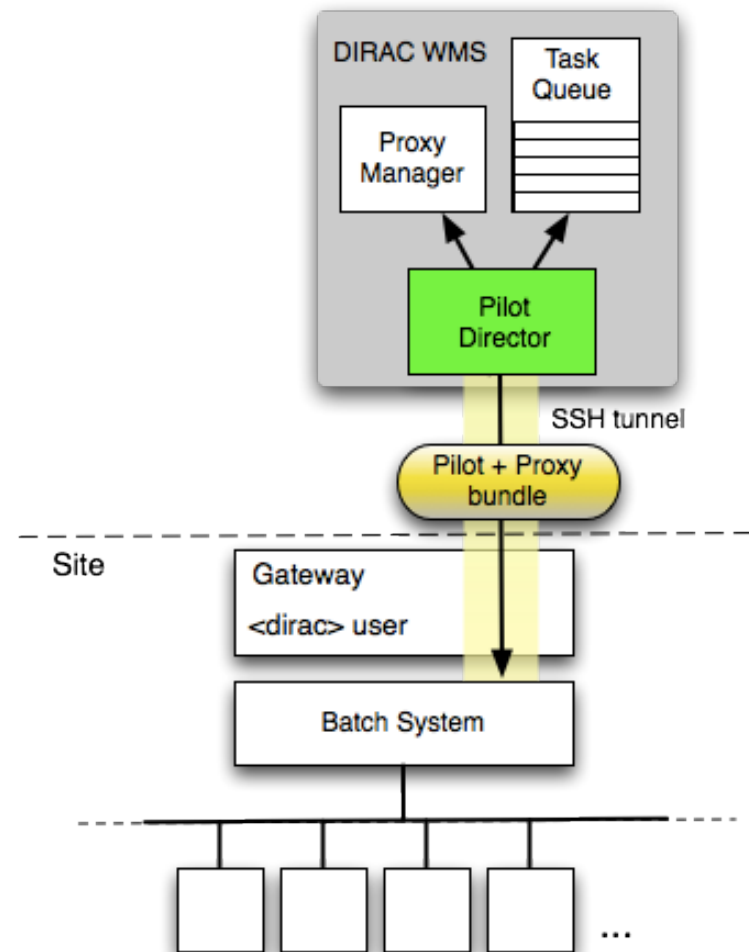 DIRAC WMS
Task
Queue
Proxy
Manager
Pilot
Director
SSH tunnel
Pilot + Proxy
bundle
Site
Gateway
<dirac> user
Batch System
...